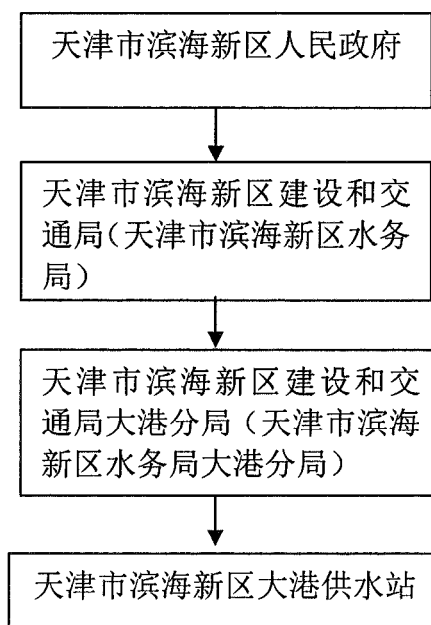 天津市滨海新区人民政府
天津市滨海新区建设和交
通局(天津市滨海新区水务
局)
天津市滨海新区建设和交
通局大港分局(天津市滨海
新区水务局大港分局)
天津市滨海新区大港供水站